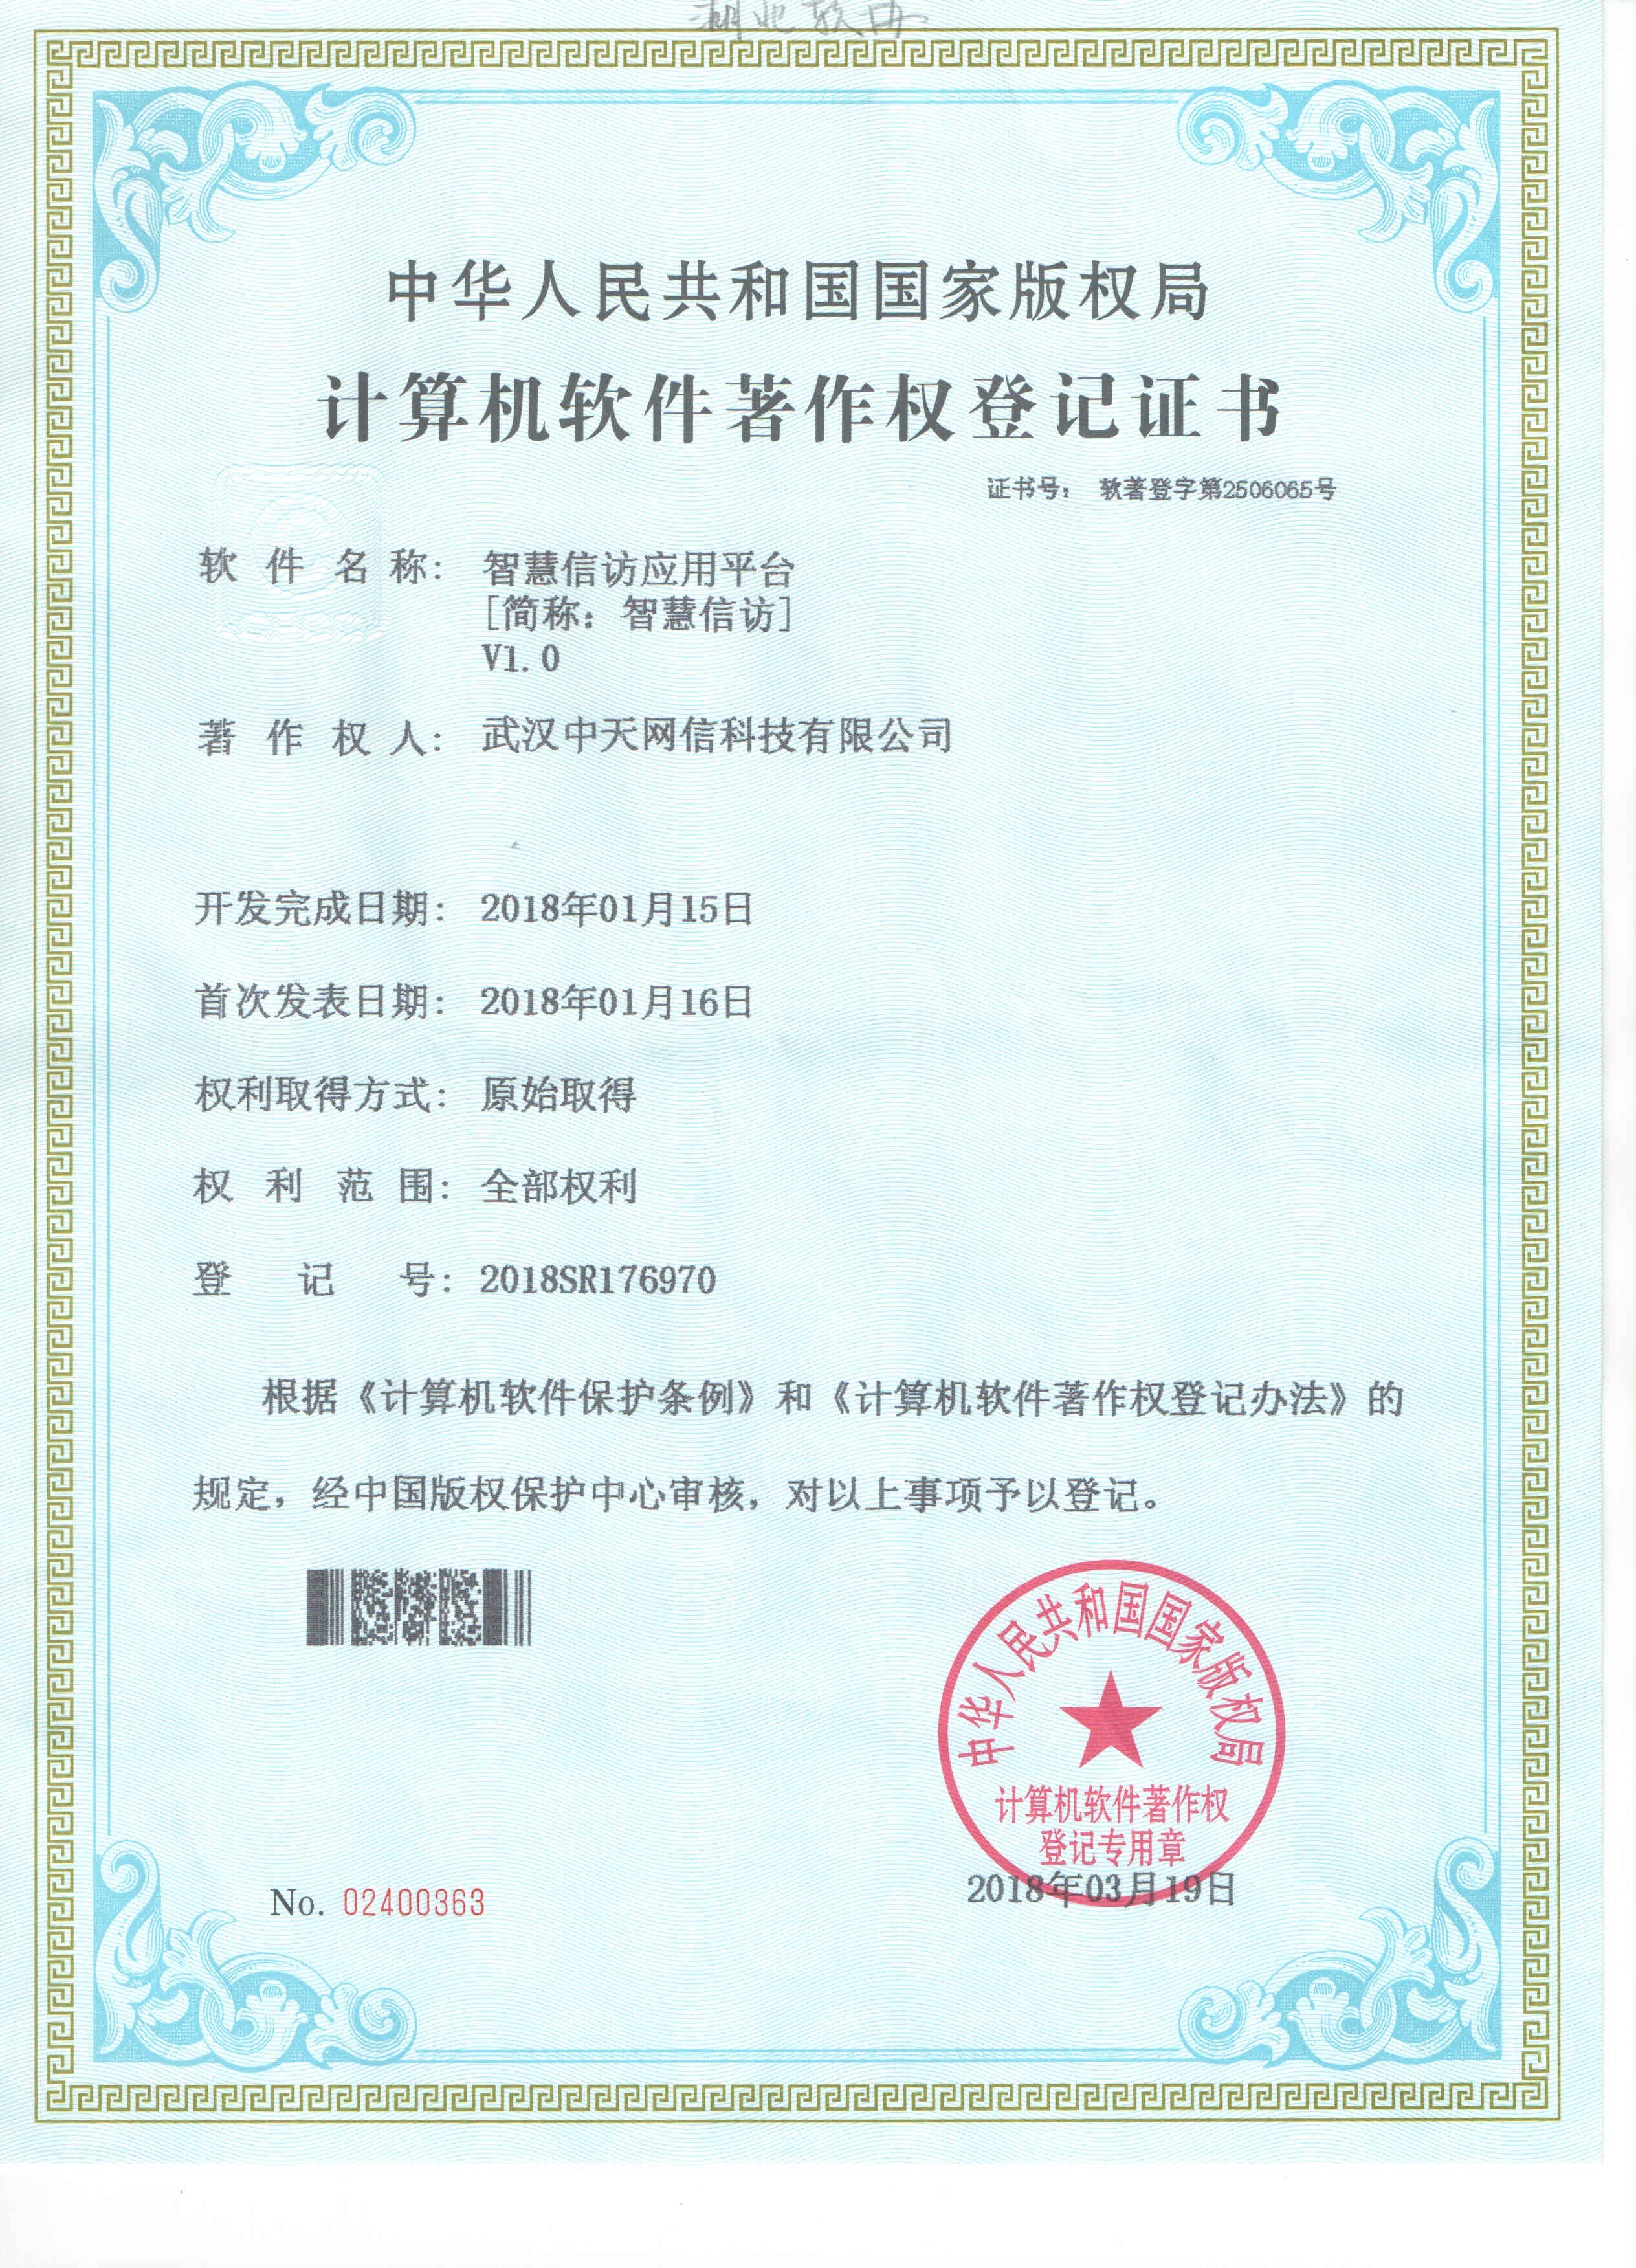 中华人民共和国国家版权局
计算机软件著作权登记证书
证书号： 软著登字第2506065号
软件名称： 智慧信访应用平台
[简称：智慧信访]
V1.0
著作权人： 武汉中天网信科技有限公司
开发完成日期： 2018年01月15日
首次发表日期： 2018年01月16日
权利取得方式： 原始取得
权利范围： 全部权利
登记号： 2018SR176970
根据《计算机软件保护条例》和《计算机软件著作权登记办法》的
规定，经中国版权保护中心审核，对以上事项予以登记。
中华人民共和国国家版权局
计算机软件著作权
登记专用章
2018年03月19日
No. 02400363